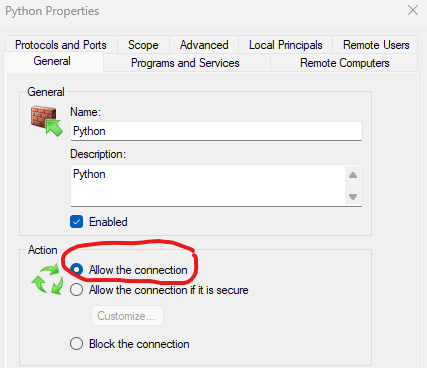 Python Properties
Protocols and Ports Scope Advanced Local Principals Remote Users
General Programs and Services Remote Computers
General
Name:
Python
Description:
Python
Enabled
Action
Allow the connection
Allow the connection if it is secure
Customize...
Block the connection